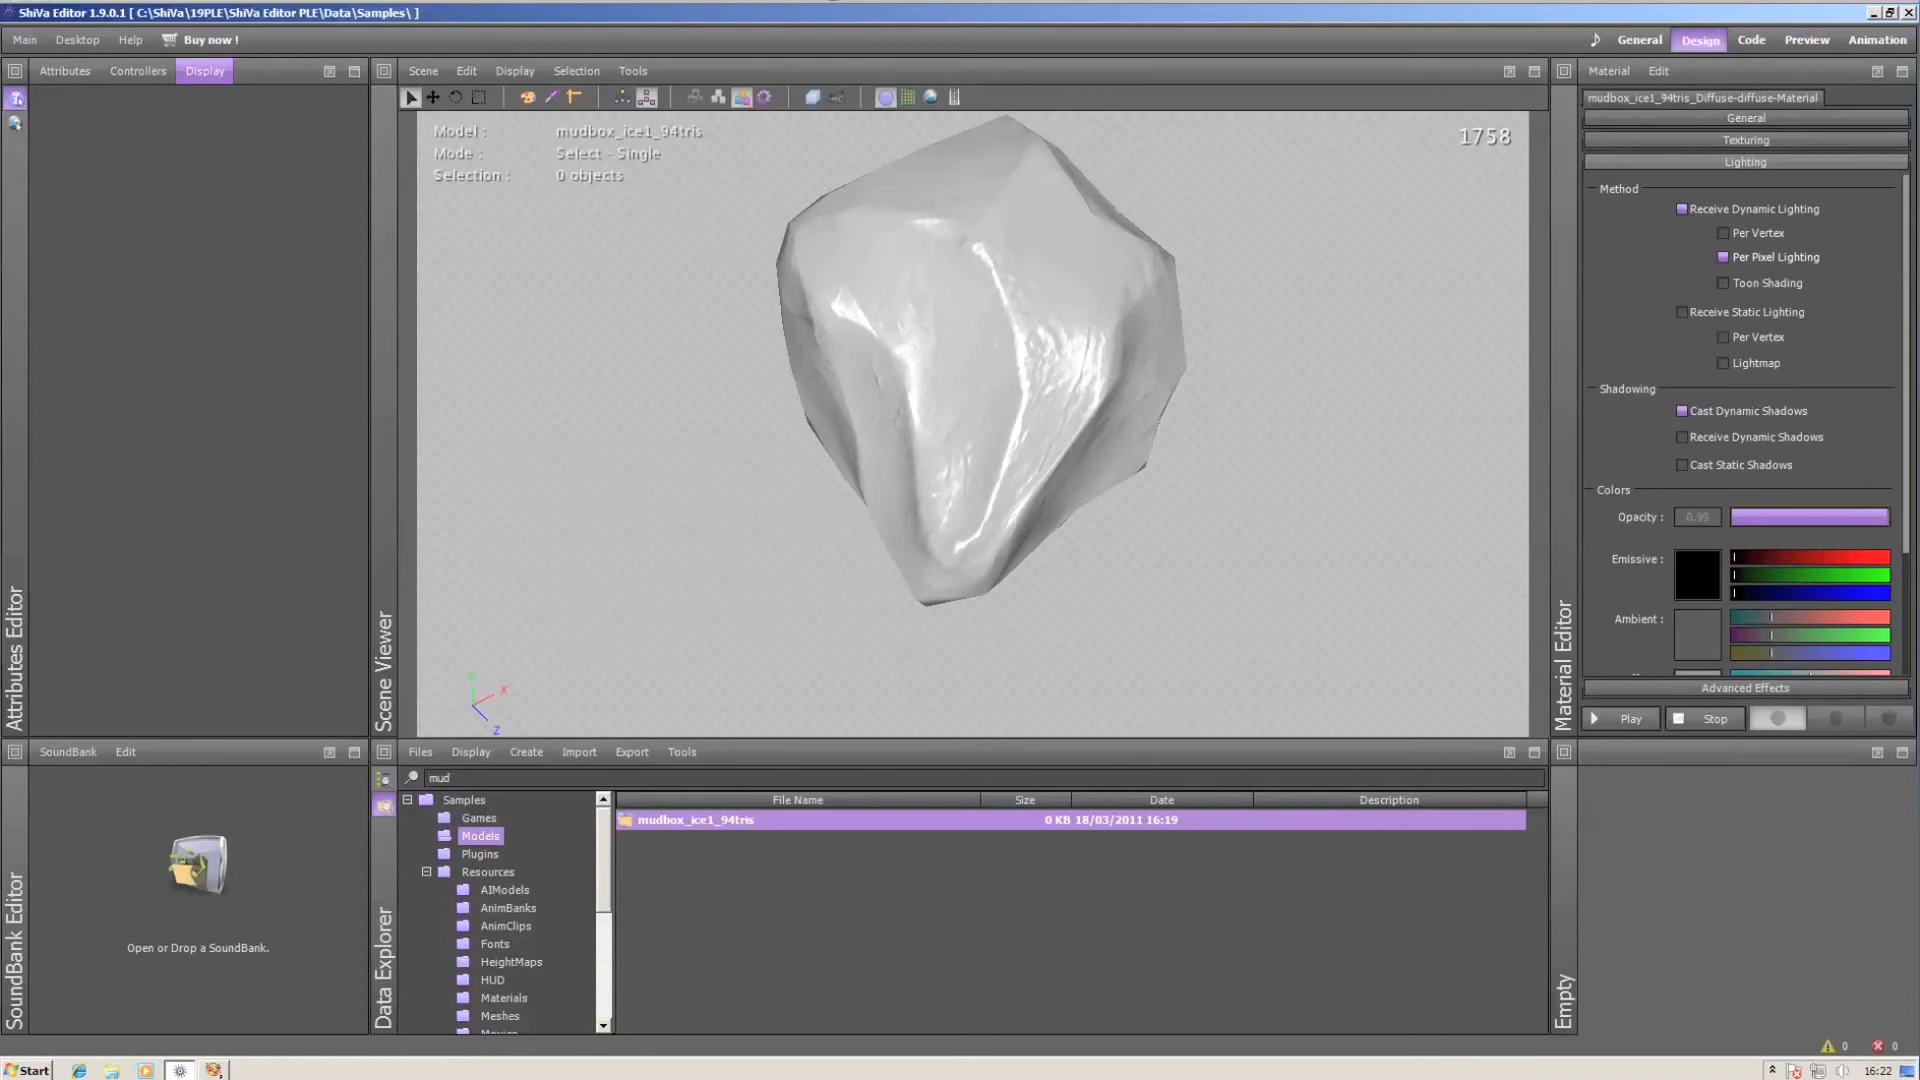 ShiVa Editor 1.9.0.1 [ C:\ShiVa\19PLE\ShiVa Editor PLE\Data\Samples\ ]
Main Desktop Help Buy now !
General Design Code Preview Animation
Attributes Controllers Display
Scene Edit Display Selection Tools
Material Edit
mudbox_ice1_94tris_Diffuse-diffuse-Material
General
Texturing
Lighting
Model : mudbox_ice1_94tris
Mode : Select - Single
Selection : 0 objects
1758
Method
Receive Dynamic Lighting
Per Vertex
Per Pixel Lighting
Toon Shading
Receive Static Lighting
Per Vertex
Lightmap
Shadowing
Cast Dynamic Shadows
Receive Dynamic Shadows
Cast Static Shadows
Colors
Opacity : 0.99
Emissive :
Ambient :
Advanced Effects
Play Stop
X
Z
Attributes Editor
Scene Viewer
Material Editor
SoundBank Edit
Open or Drop a SoundBank.
SoundBank Editor
Files Display Create Import Export Tools
mud
Samples
Games
Models
Plugins
Resources
AIModels
AnimBanks
AnimClips
Fonts
HeightMaps
HUD
Materials
Meshes
File Name Size Date Description
mudbox_ice1_94tris 0 KB 18/03/2011 16:19
Data Explorer
Empty
0 0
Start
16:22